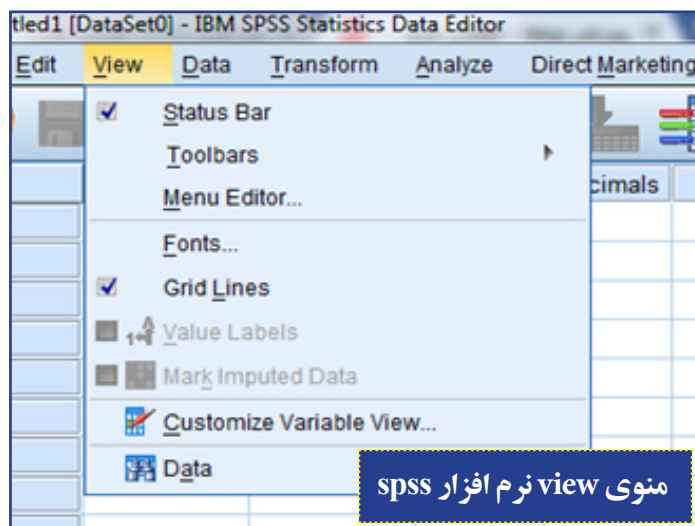 tled1 [DataSet0] - IBM SPSS Statistics Data Editor
Edit View Data Transform Analyze Direct Marketing
Status Bar
Toolbars
Menu Editor...
cimals
Fonts...
Grid Lines
Value Labels
Mark Imputed Data
Customize Variable View...
Data
منوی view نرم افزار spss